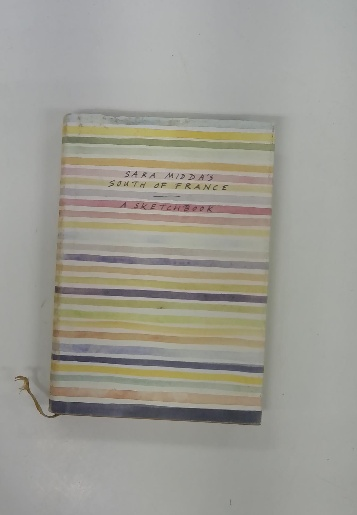 SARA MIDDA'S
SOUTH OF FRANCE
A SKETCHBOOK